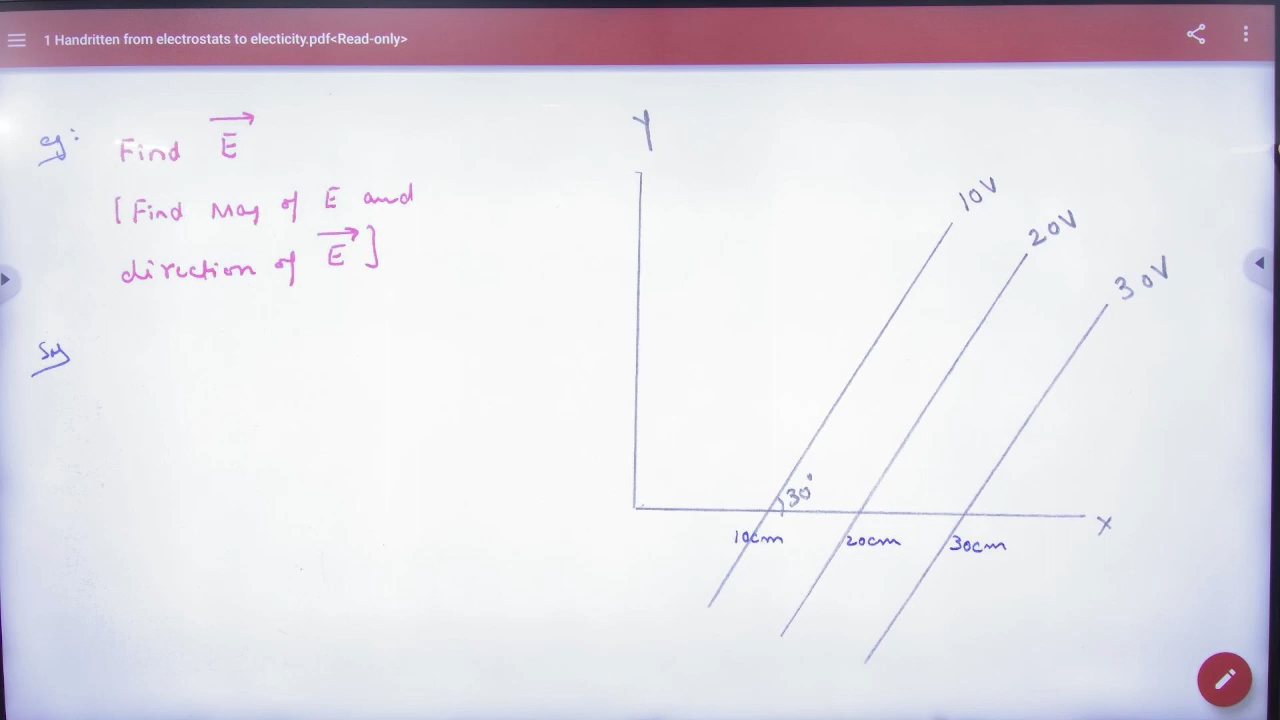 1 Handritten from electrostats to electicity.pdf<Read-only>
eg:
Find E
[Find Mag of E and
direction of E]
Sol
Y
10V
20V
30V
30°
X
10cm
20cm
30cm